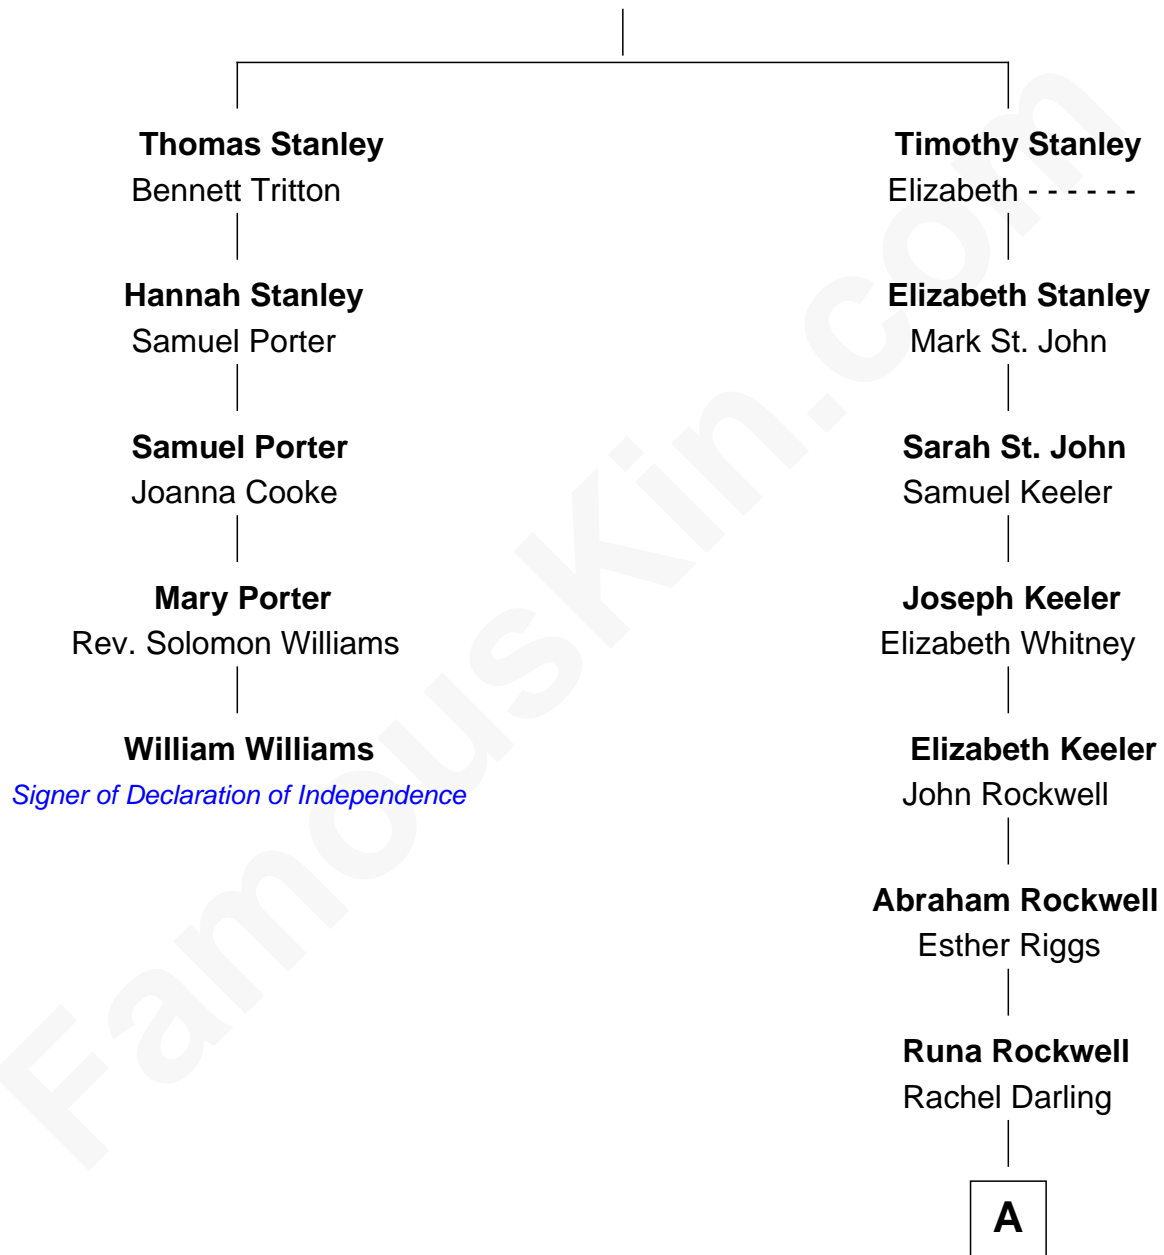 Thomas Stanley
Bennett Tritton
Hannah Stanley
Samuel Porter
Samuel Porter
Joanna Cooke
Mary Porter
Rev. Solomon Williams
William Williams
Signer of Declaration of Independence
Timothy Stanley
Elizabeth - - - - - -
Elizabeth Stanley
Mark St. John
Sarah St. John
Samuel Keeler
Joseph Keeler
Elizabeth Whitney
Elizabeth Keeler
John Rockwell
Abraham Rockwell
Esther Riggs
Runa Rockwell
Rachel Darling
A
FamousKin.com